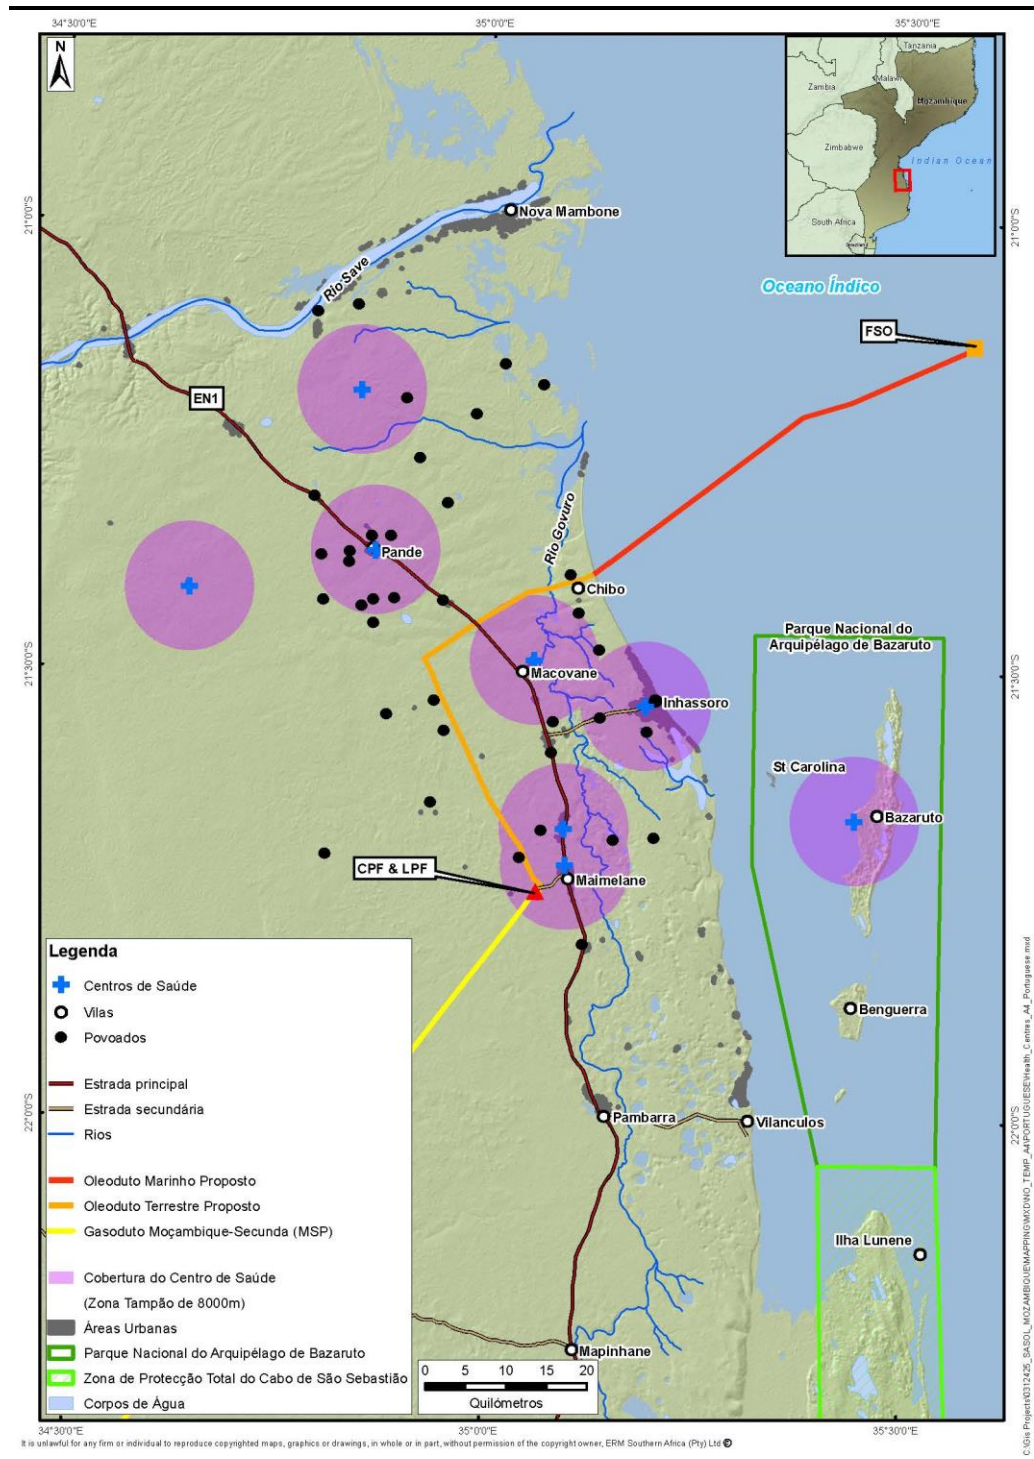 34°30'0"E
35°0'0"E
35°30'0"E
N
Tanzania
Malawi
Zambia
Mozambique
Zimbabwe
Indian Ocean
South Africa
21°0'0"S
21°0'0"S
Nova Mambone
Rio Save
Oceano Índico
FSO
EN1
Rio Govuro
Pande
Chibo
21°30'0"S
21°30'0"S
Parque Nacional do
Arquipélago de Bazaruto
Macovane
Inhassoro
St Carolina
Bazaruto
CPF & LPF
Maimelane
Benguerra
22°0'0"S
22°0'0"S
Pambarra
Vilanculos
Ilha Lunene
Mapinhane
Legenda
Centros de Saúde
Vilas
Povoados
Estrada principal
Estrada secundária
Rios
Oleoduto Marinho Proposto
Oleoduto Terrestre Proposto
Gasoduto Moçambique-Secunda (MSP)
Cobertura do Centro de Saúde
(Zona Tampão de 8000m)
Áreas Urbanas
Parque Nacional do Arquipélago de Bazaruto
Zona de Protecção Total do Cabo de São Sebastião
Corpos de Água
0 5 10 15 20
Quilómetros
34°30'0"E
35°0'0"E
35°30'0"E
It is unlawful for any firm or individual to reproduce copyrighted maps, graphics or drawings, in whole or in part, without permission of the copyright owner, ERM Southern Africa (Pty) Ltd ©